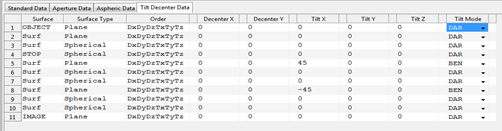 Standard Data Aperture Data Aspheric Data Tilt Decenter Data
Surface Surface Type Order Decenter X Decenter Y Tilt X Tilt Y Tilt Z Tilt Mode
1 OBJECT Plane DxDyDzTxTyTz 0 0 0 0 0 DAR
2 Surf Plane DxDyDzTxTyTz 0 0 0 0 0 DAR
3 Surf Spherical DxDyDzTxTyTz 0 0 0 0 0 DAR
4 STOP Spherical DxDyDzTxTyTz 0 0 0 0 0 DAR
5 Surf Plane DxDyDzTxTyTz 0 0 45 0 0 BEN
6 Surf Spherical DxDyDzTxTyTz 0 0 0 0 0 DAR
7 Surf Spherical DxDyDzTxTyTz 0 0 0 0 0 DAR
8 Surf Plane DxDyDzTxTyTz 0 0 -45 0 0 BEN
9 Surf Spherical DxDyDzTxTyTz 0 0 0 0 0 DAR
10 Surf Spherical DxDyDzTxTyTz 0 0 0 0 0 DAR
11 IMAGE Plane DxDyDzTxTyTz 0 0 0 0 0 DAR